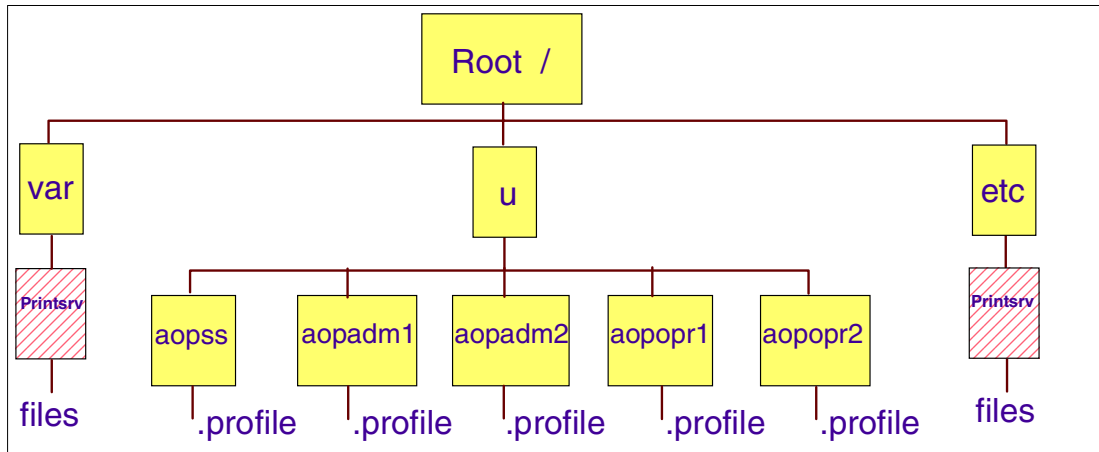 Root /
var
u
etc
Printsrv
Printsrv
aopss
aopadm1
aopadm2
aopopr1
aopopr2
files
.profile
.profile
.profile
.profile
.profile
files